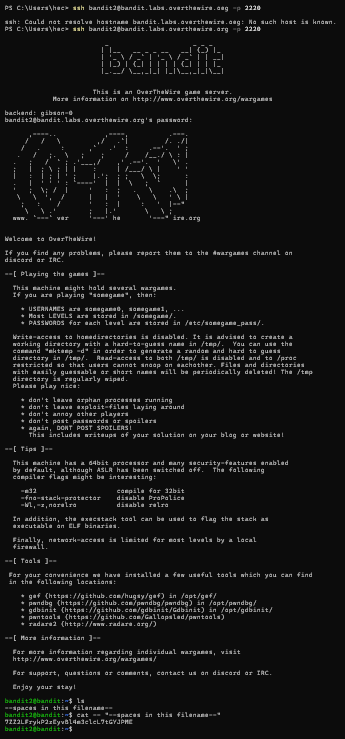 PS C:\Users\hec> ssh bandit2@bandit.labs.overthewire.oeg -p 2220
ssh: Could not resolve hostname bandit.labs.overthewire.oeg: No such host is known.
PS C:\Users\hec> ssh bandit2@bandit.labs.overthewire.org -p 2220
This is an OverTheWire game server.
More information on http://www.overthewire.org/wargames
backend: gibson-0
bandit2@bandit.labs.overthewire.org's password:
www. ver he ire.org
Welcome to OverTheWire!
If you find any problems, please report them to the #wargames channel on
discord or IRC.
--[ Playing the games ]--
This machine might hold several wargames.
If you are playing "somegame", then:
* USERNAMES are somegame0, somegame1, ...
* Most LEVELS are stored in /somegame/.
* PASSWORDS for each level are stored in /etc/somegame_pass/.
Write-access to homedirectories is disabled. It is advised to create a
working directory with a hard-to-guess name in /tmp/. You can use the
command "mktemp -d" in order to generate a random and hard to guess
directory in /tmp/. Read-access to both /tmp/ is disabled and to /proc
restricted so that users cannot snoop on eachother. Files and directories
with easily guessable or short names will be periodically deleted! The /tmp
directory is regularly wiped.
Please play nice:
* don't leave orphan processes running
* don't leave exploit-files laying around
* don't annoy other players
* don't post passwords or spoilers
* again, DONT POST SPOILERS!
This includes writeups of your solution on your blog or website!
--[ Tips ]--
This machine has a 64bit processor and many security-features enabled
by default, although ASLR has been switched off. The following
compiler flags might be interesting:
-m32 compile for 32bit
-fno-stack-protector disable ProPolice
-Wl,-z,norelro disable relro
In addition, the execstack tool can be used to flag the stack as
executable on ELF binaries.
Finally, network-access is limited for most levels by a local
firewall.
--[ Tools ]--
For your convenience we have installed a few useful tools which you can find
in the following locations:
* gef (https://github.com/hugsy/gef) in /opt/gef/
* pwndbg (https://github.com/pwndbg/pwndbg) in /opt/pwndbg/
* gdbinit (https://github.com/gdbinit/Gdbinit) in /opt/gdbinit/
* pwntools (https://github.com/Gallopsled/pwntools)
* radare2 (http://www.radare.org/)
--[ More information ]--
For more information regarding individual wargames, visit
http://www.overthewire.org/wargames/
For support, questions or comments, contact us on discord or IRC.
Enjoy your stay!
bandit2@bandit:~$ ls
--spaces in this filename--
bandit2@bandit:~$ cat -- "--spaces in this filename--"
bandit2@bandit:~$